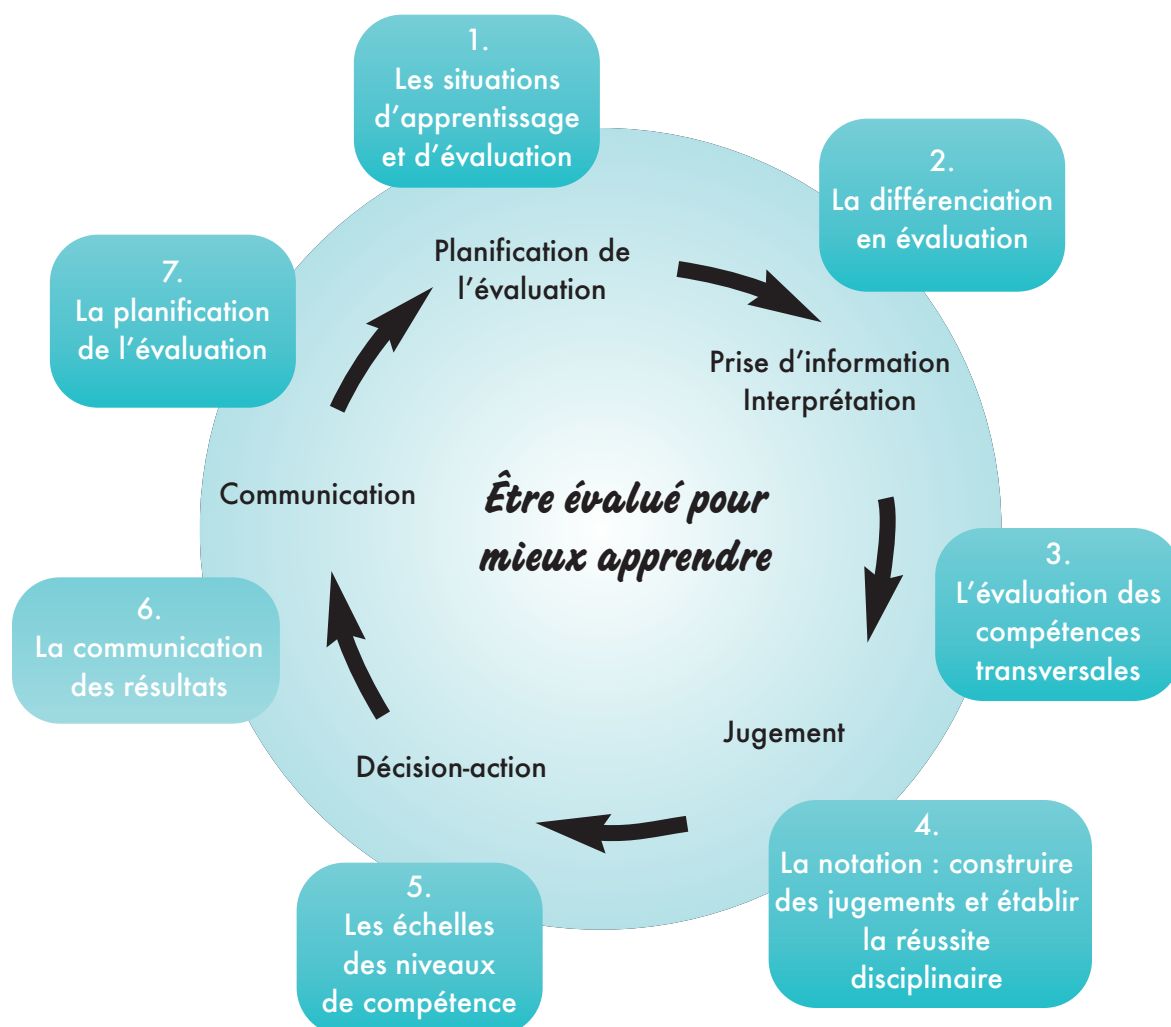 1.
Les situations
d’apprentissage
et d’évaluation
2.
La différenciation
en évaluation
7.
La planification
de l’évaluation
Planification de
l’évaluation
Prise d’information
Interprétation
Communication
Être évalué pour
mieux apprendre
3.
L’évaluation des
compétences
transversales
6.
La communication
des résultats
Jugement
Décision-action
4.
La notation : construire
des jugements et établir
la réussite
disciplinaire
5.
Les échelles
des niveaux
de compétence